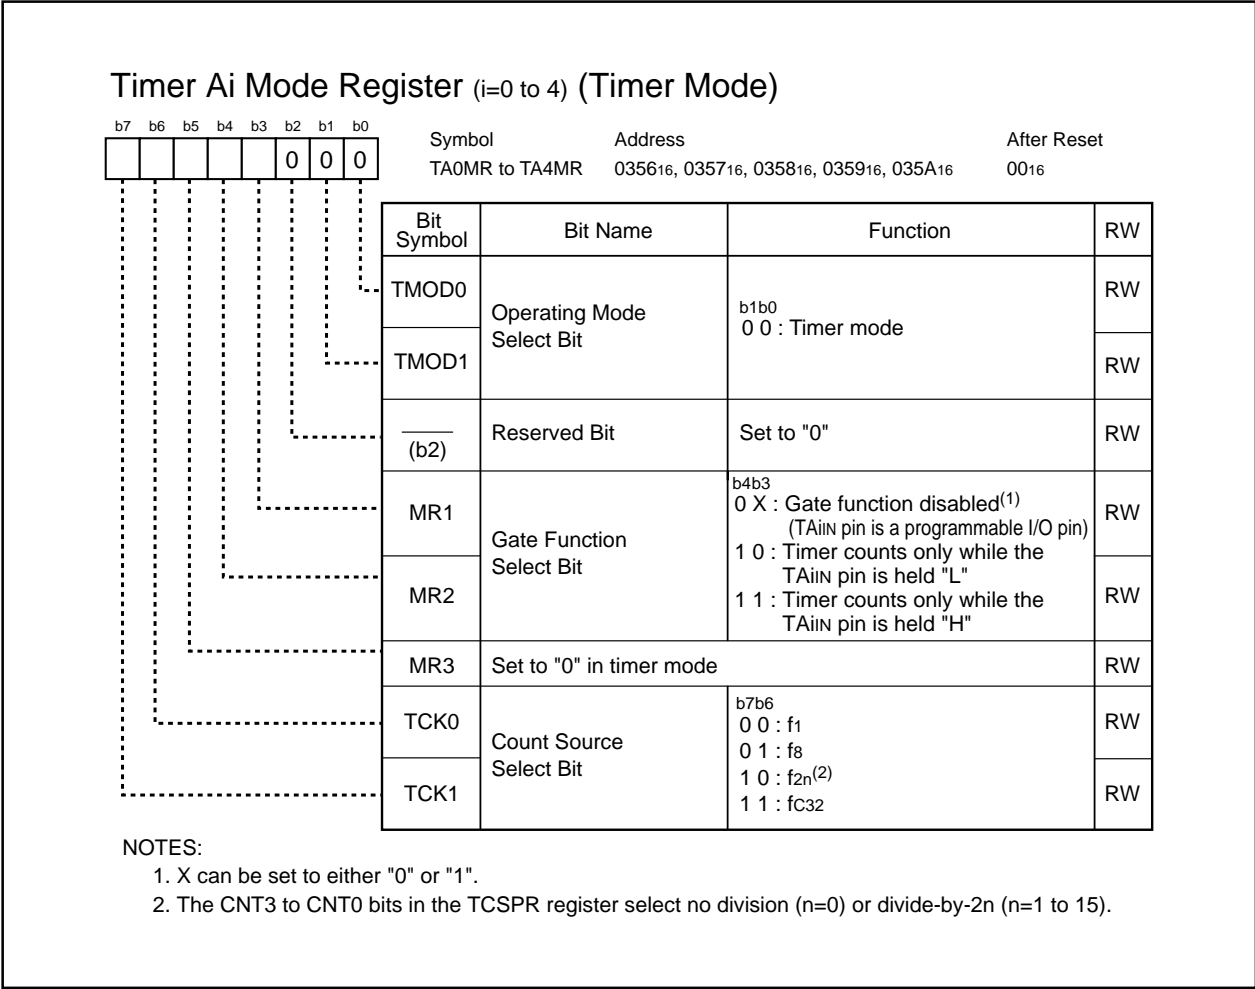 Timer Ai Mode Register (i=0 to 4) (Timer Mode)
b7 b6 b5 b4 b3 b2 b1 b0
0 0 0
Symbol Address After Reset
TA0MR to TA4MR 035616, 035716, 035816, 035916, 035A16 0016
Bit Symbol Bit Name Function RW
TMOD0 RW
Operating Mode
Select Bit
b1b0
0 0 : Timer mode
TMOD1 RW
(b2) Reserved Bit Set to "0" RW
MR1 RW
Gate Function
Select Bit
b4b3
0 X : Gate function disabled(1)
(TAiIN pin is a programmable I/O pin)
1 0 : Timer counts only while the
TAiIN pin is held "L"
1 1 : Timer counts only while the
TAiIN pin is held "H"
MR2 RW
MR3 Set to "0" in timer mode RW
TCK0 RW
Count Source
Select Bit
b7b6
0 0 : f1
0 1 : f8
1 0 : f2n(2)
1 1 : fC32
TCK1 RW
NOTES:
1. X can be set to either "0" or "1".
2. The CNT3 to CNT0 bits in the TCSPR register select no division (n=0) or divide-by-2n (n=1 to 15).